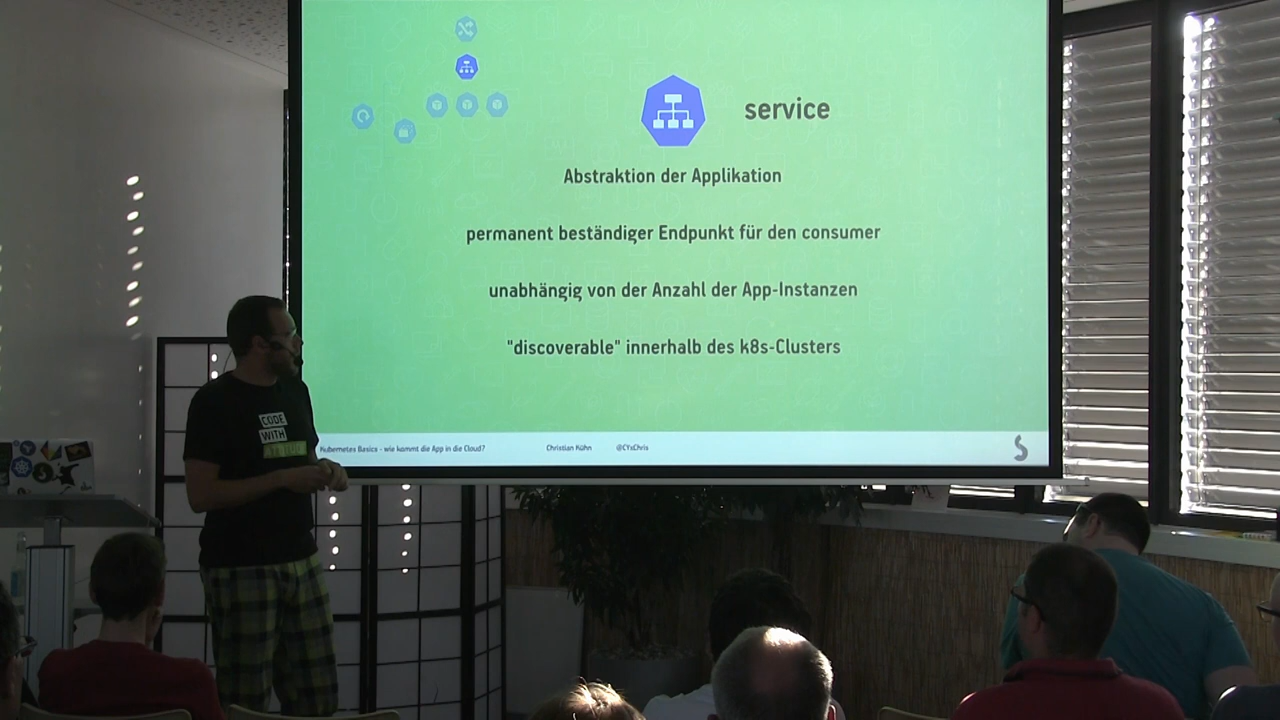 service
Abstraktion der Applikation
permanent beständiger Endpunkt für den consumer
unabhängig von der Anzahl der App-Instanzen
"discoverable" innerhalb des k8s-Clusters
Kubernetes Basics - wie kommt die App in die Cloud?
Christian Kühn
@CYxChris
CODE
WITH